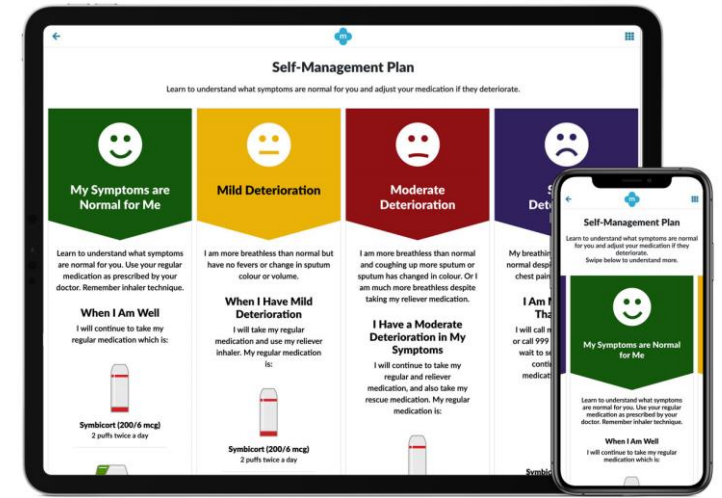 m
Self-Management Plan
Learn to understand what symptoms are normal for you and adjust your medication if they deteriorate.
My Symptoms are
Normal for Me
Learn to understand what symptoms
are normal for you. Use your regular
medication as prescribed by your
doctor. Remember inhaler technique.
When I Am Well
I will continue to take my
regular medication which is:
Symbicort (200/6 mcg)
2 puffs twice a day
Mild Deterioration
I am more breathless than normal but
have no fevers or change in sputum
colour or volume.
When I Have Mild
Deterioration
I will take my regular
medication and use my reliever
inhaler. My regular medication
is:
Symbicort (200/6 mcg)
2 puffs twice a day
Moderate
Deterioration
I am more breathless than normal
and coughing up more sputum or
sputum has changed in colour. Or I
am much more breathless despite
taking my reliever medication.
I Have a Moderate
Deterioration in My
Symptoms
I will continue to take my
regular and reliever
medication, and also take my
rescue medication. My regular
medication is:
S
Det
My breathin
normal despi
chest pain
I Am
Tha
I will call
or call 999
wait to s
conti
medicat
Symbic
m
Self-Management Plan
Learn to understand what symptoms are normal
for you and adjust your medication if they
deteriorate.
Swipe below to understand more.
My Symptoms are Normal
for Me
Learn to understand what symptoms
are normal for you. Use your regular
medication as prescribed by your
doctor. Remember inhaler technique.
When I Am Well
I will continue to take my regular
medication which is: